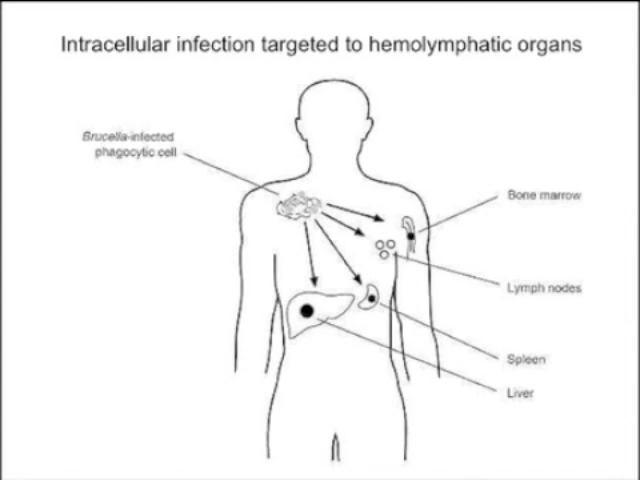 Intracellular infection targeted to hemolymphatic organs
Brucella-infected
phagocytic cell
Bone marrow
Lymph nodes
Spleen
Liver